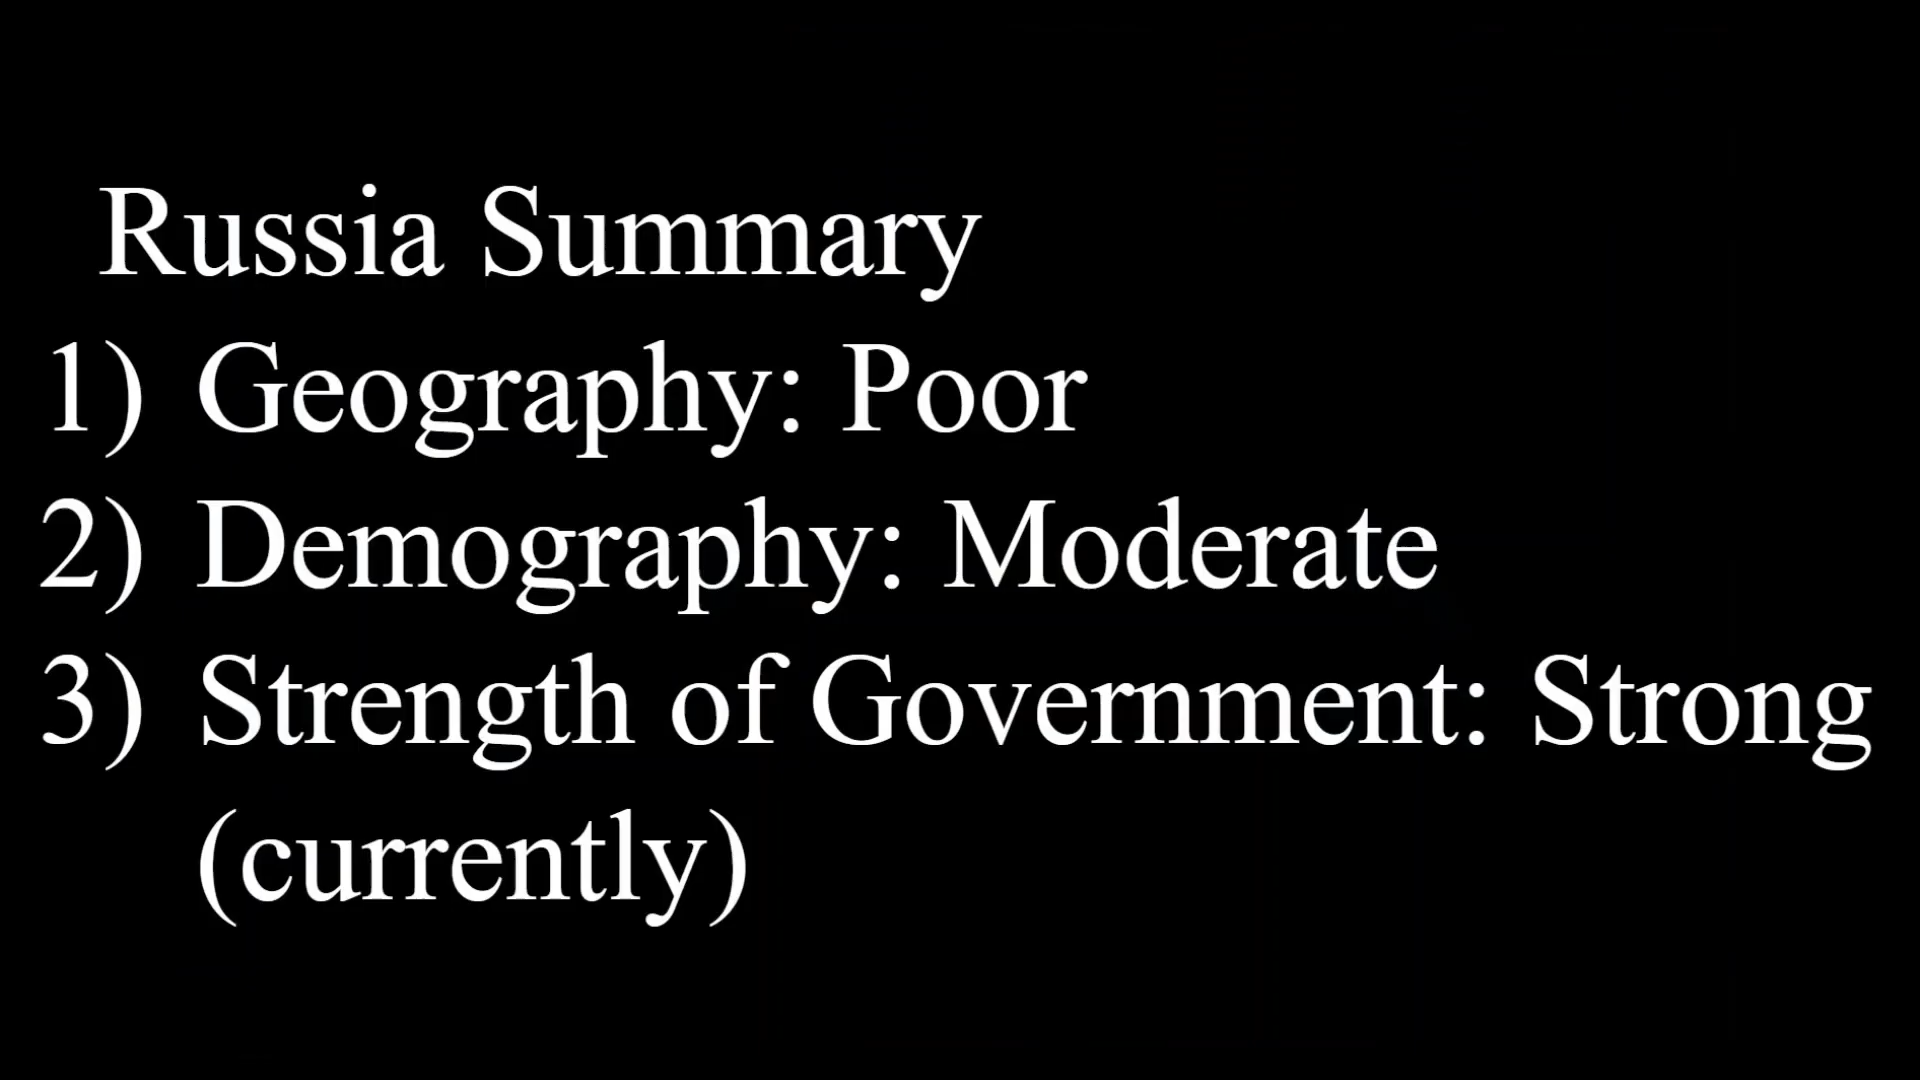 Russia Summary
1) Geography: Poor
2) Demography: Moderate
3) Strength of Government: Strong
(currently)